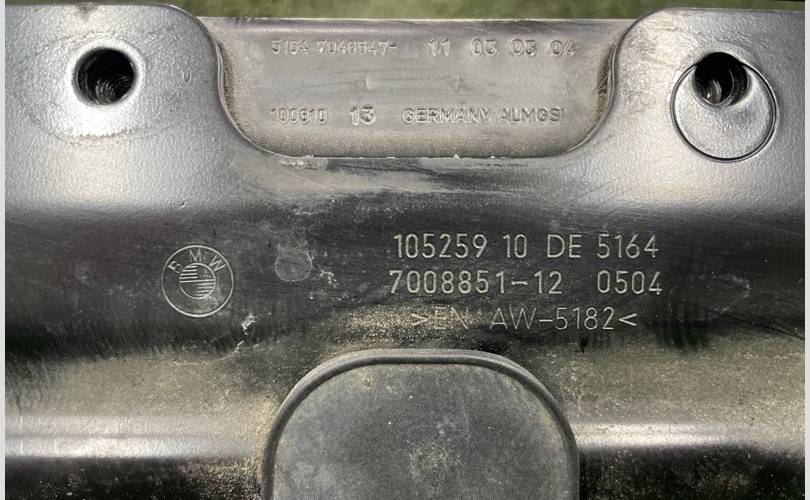 5164 7046547- 11 03 03 04
100610 13 GERMANY ALMGSI
BMW
105259 10 DE 5164
7008851-12 0504
>EN AW-5182<